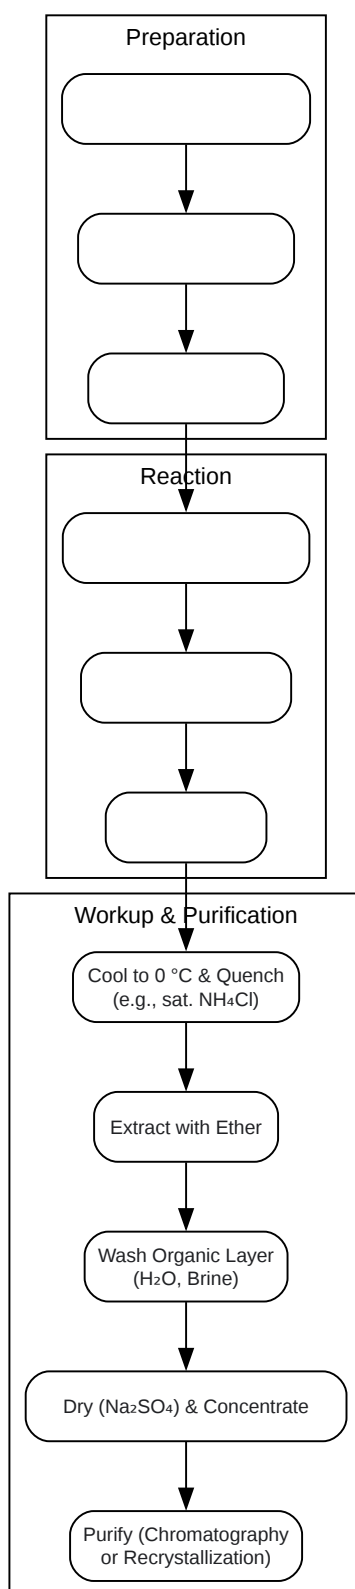 Preparation
Reaction
Workup & Purification
Cool to 0 °C & Quench
(e.g., sat. NH₄Cl)
Extract with Ether
Wash Organic Layer
(H₂O, Brine)
Dry (Na₂SO₄) & Concentrate
Purify (Chromatography
or Recrystallization)